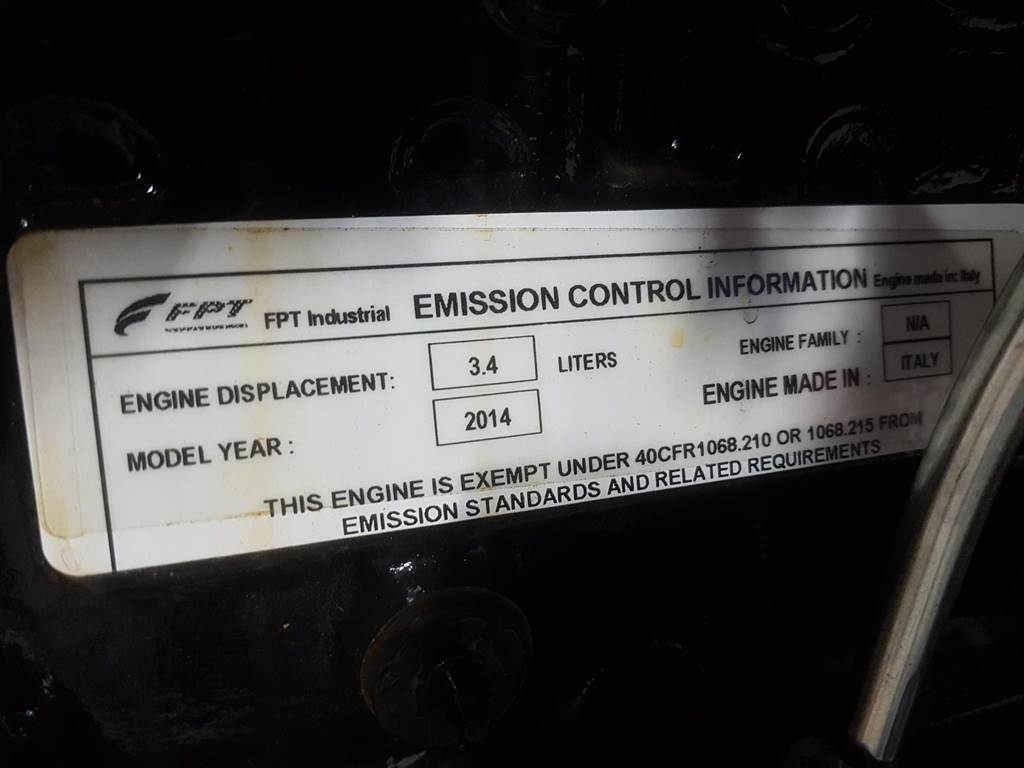 FPT FPT Industrial EMISSION CONTROL INFORMATION Engine made in: Italy
ENGINE DISPLACEMENT: 3.4 LITERS ENGINE FAMILY : N/A
MODEL YEAR : 2014 ENGINE MADE IN : ITALY
THIS ENGINE IS EXEMPT UNDER 40CFR1068.210 OR 1068.215 FROM
EMISSION STANDARDS AND RELATED REQUIREMENTS